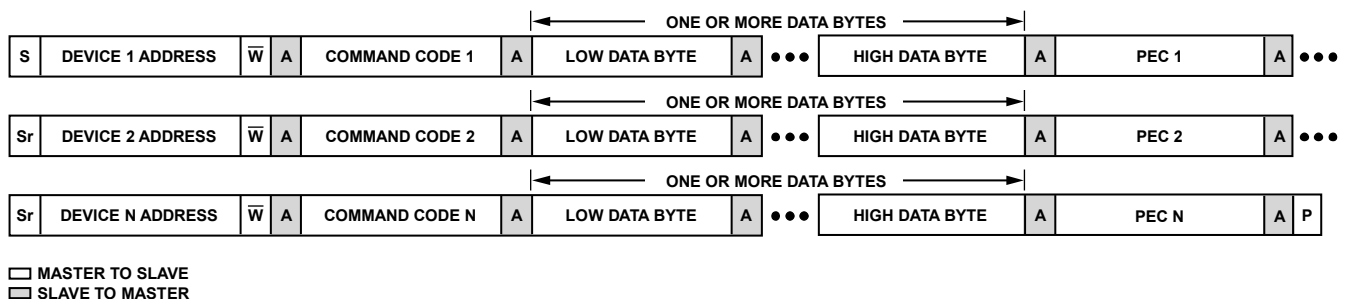 ONE OR MORE DATA BYTES
S DEVICE 1 ADDRESS W̅ A COMMAND CODE 1 A LOW DATA BYTE A ●●● HIGH DATA BYTE A PEC 1 A ●●●
ONE OR MORE DATA BYTES
Sr DEVICE 2 ADDRESS W̅ A COMMAND CODE 2 A LOW DATA BYTE A ●●● HIGH DATA BYTE A PEC 2 A ●●●
ONE OR MORE DATA BYTES
Sr DEVICE N ADDRESS W̅ A COMMAND CODE N A LOW DATA BYTE A ●●● HIGH DATA BYTE A PEC N A P
MASTER TO SLAVE
SLAVE TO MASTER